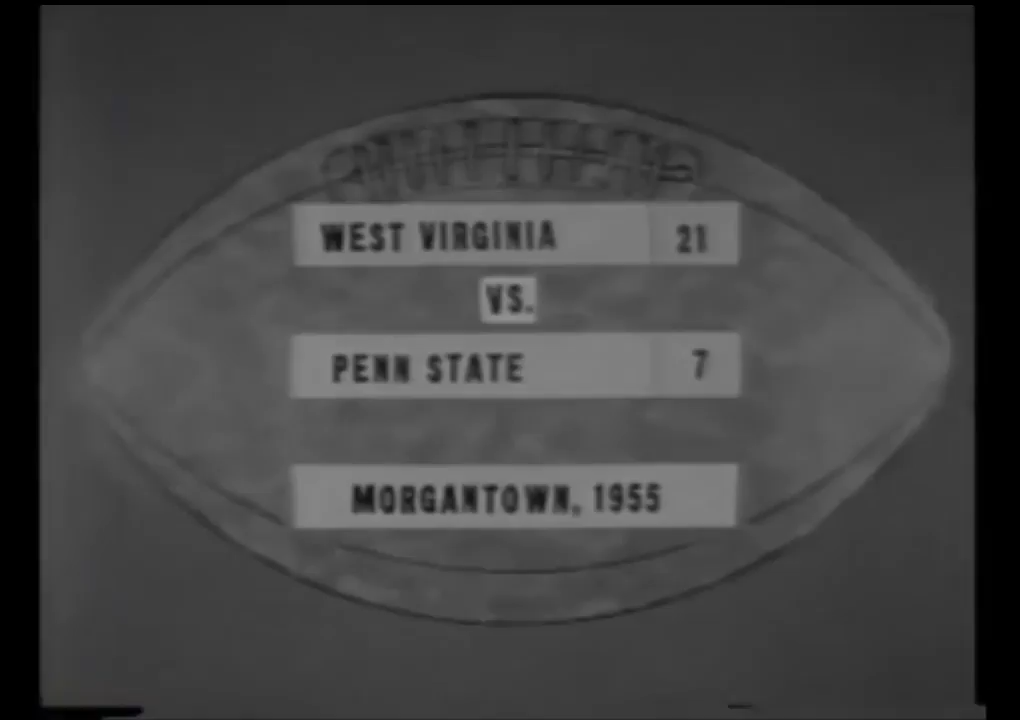 WEST VIRGINIA 21
VS.
PENN STATE 7
MORGANTOWN, 1955